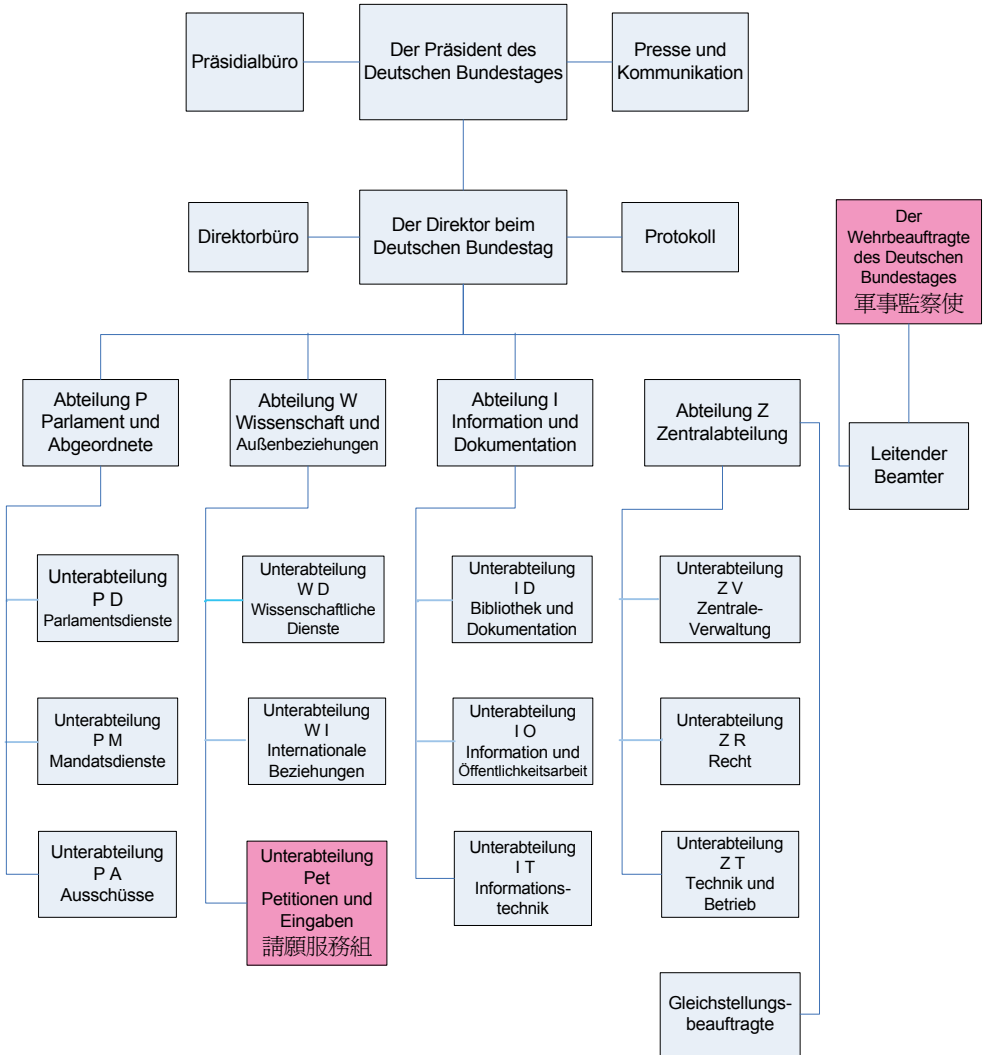 Präsidialbüro
Der Präsident des
Deutschen Bundestages
Presse und
Kommunikation
Direktorbüro
Der Direktor beim
Deutschen Bundestag
Protokoll
Der
Wehrbeauftragte
des Deutschen
Bundestages
軍事監察使
Abteilung P
Parlament und
Abgeordnete
Abteilung W
Wissenschaft und
Außenbeziehungen
Abteilung I
Information und
Dokumentation
Abteilung Z
Zentralabteilung
Leitender
Beamter
Unterabteilung
P D
Parlamentsdienste
Unterabteilung
W D
Wissenschaftliche
Dienste
Unterabteilung
I D
Bibliothek und
Dokumentation
Unterabteilung
Z V
Zentrale-
Verwaltung
Unterabteilung
P M
Mandatsdienste
Unterabteilung
W I
Internationale
Beziehungen
Unterabteilung
I O
Information und
Öffentlichkeitsarbeit
Unterabteilung
Z R
Recht
Unterabteilung
P A
Ausschüsse
Unterabteilung
Pet
Petitionen und
Eingaben
請願服務組
Unterabteilung
I T
Informations-
technik
Unterabteilung
Z T
Technik und
Betrieb
Gleichstellungs-
beauftragte